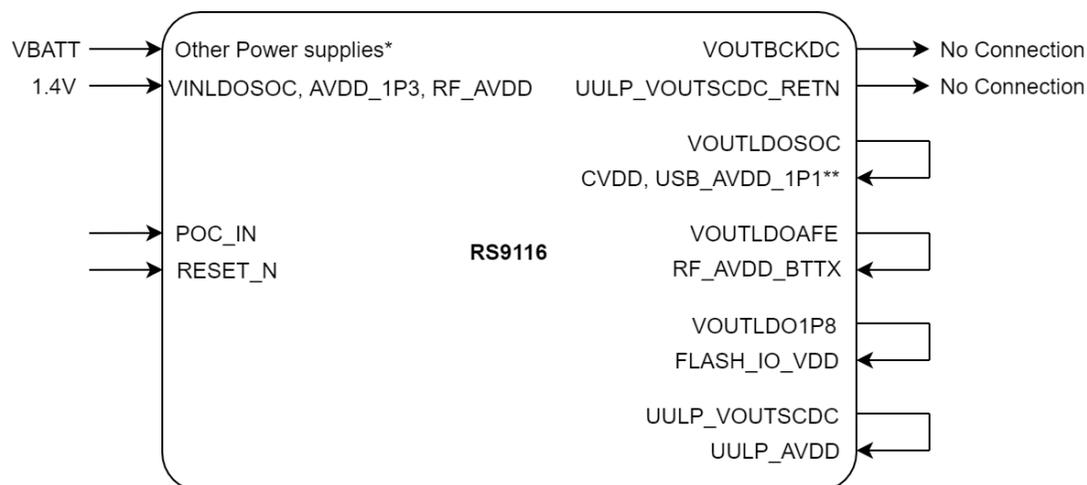 VBATT
Other Power supplies*
VOUTBCKDC
No Connection
1.4V
VINLDOSOC, AVDD_1P3, RF_AVDD
UULP_VOUTSCDC_RETN
No Connection
VOUTLDOSOC
CVDD, USB_AVDD_1P1**
POC_IN
VOUTLDOAFE
RS9116
RESET_N
RF_AVDD_BTTX
VOUTLDO1P8
FLASH_IO_VDD
UULP_VOUTSCDC
UULP_AVDD